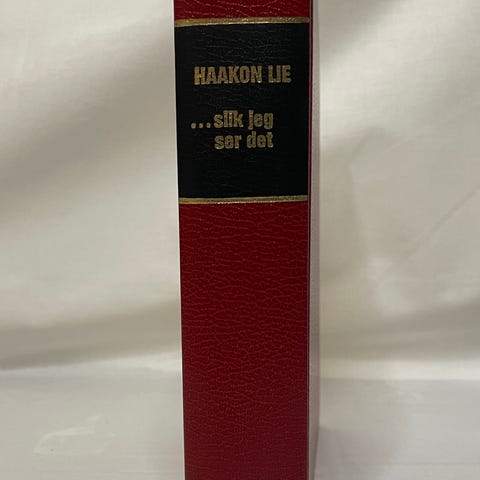 HAAKON LIE
...slik jeg
ser det